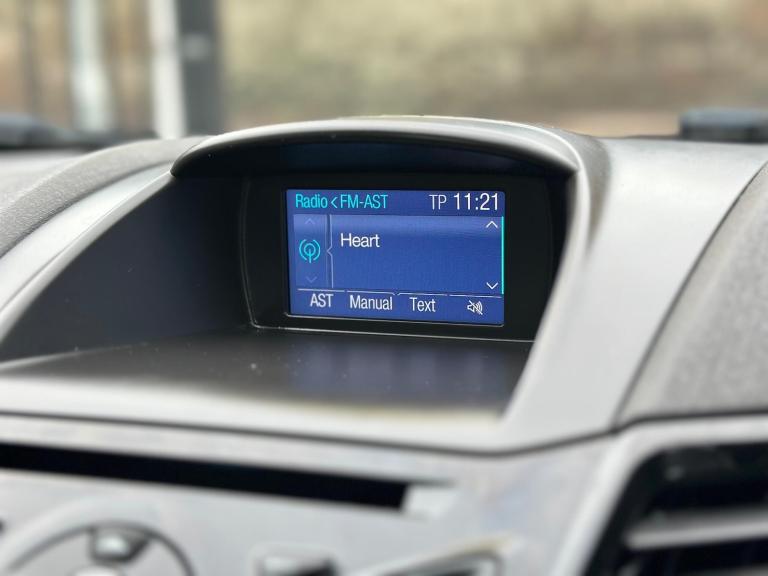 Radio < FM-AST TP 11:21
Heart
AST Manual Text